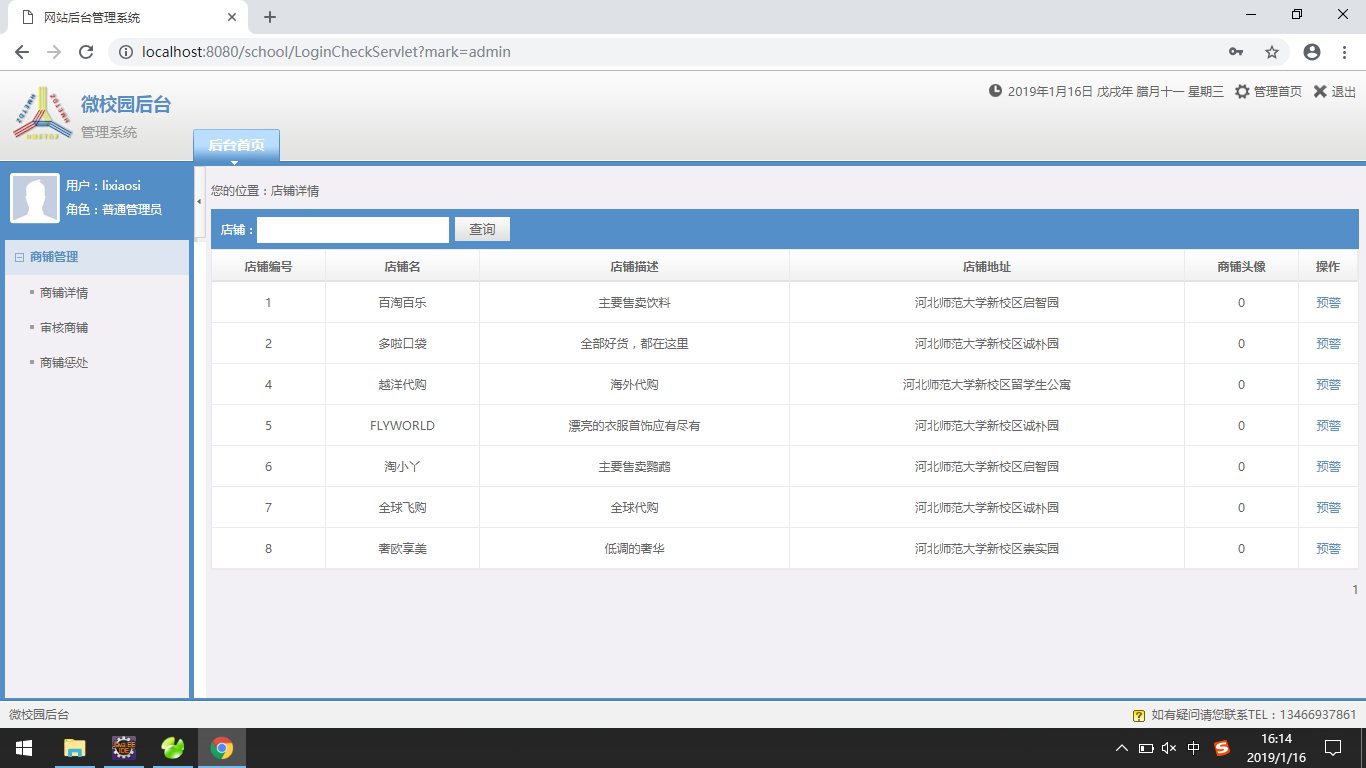 网站后台管理系统
localhost:8080/school/LoginCheckServlet?mark=admin
微校园后台
管理系统
后台首页
2019年1月16日 戊戌年 腊月十一 星期三 管理首页 退出
用户：lixiaosi
角色：普通管理员
商铺管理
商铺详情
审核商铺
商铺惩处
您的位置：店铺详情
店铺： 查询
店铺编号 店铺名 店铺描述 店铺地址 商铺头像 操作
1 百淘百乐 主要售卖饮料 河北师范大学新校区启智园 0 预警
2 多啦口袋 全部好货，都在这里 河北师范大学新校区诚朴园 0 预警
4 越洋代购 海外代购 河北师范大学新校区留学生公寓 0 预警
5 FLYWORLD 漂亮的衣服首饰应有尽有 河北师范大学新校区诚朴园 0 预警
6 淘小丫 主要售卖鹦鹉 河北师范大学新校区启智园 0 预警
7 全球飞购 全球代购 河北师范大学新校区诚朴园 0 预警
8 奢欧享美 低调的奢华 河北师范大学新校区崇实园 0 预警
1
微校园后台
如有疑问请您联系TEL：13466937861
中
16:14
2019/1/16